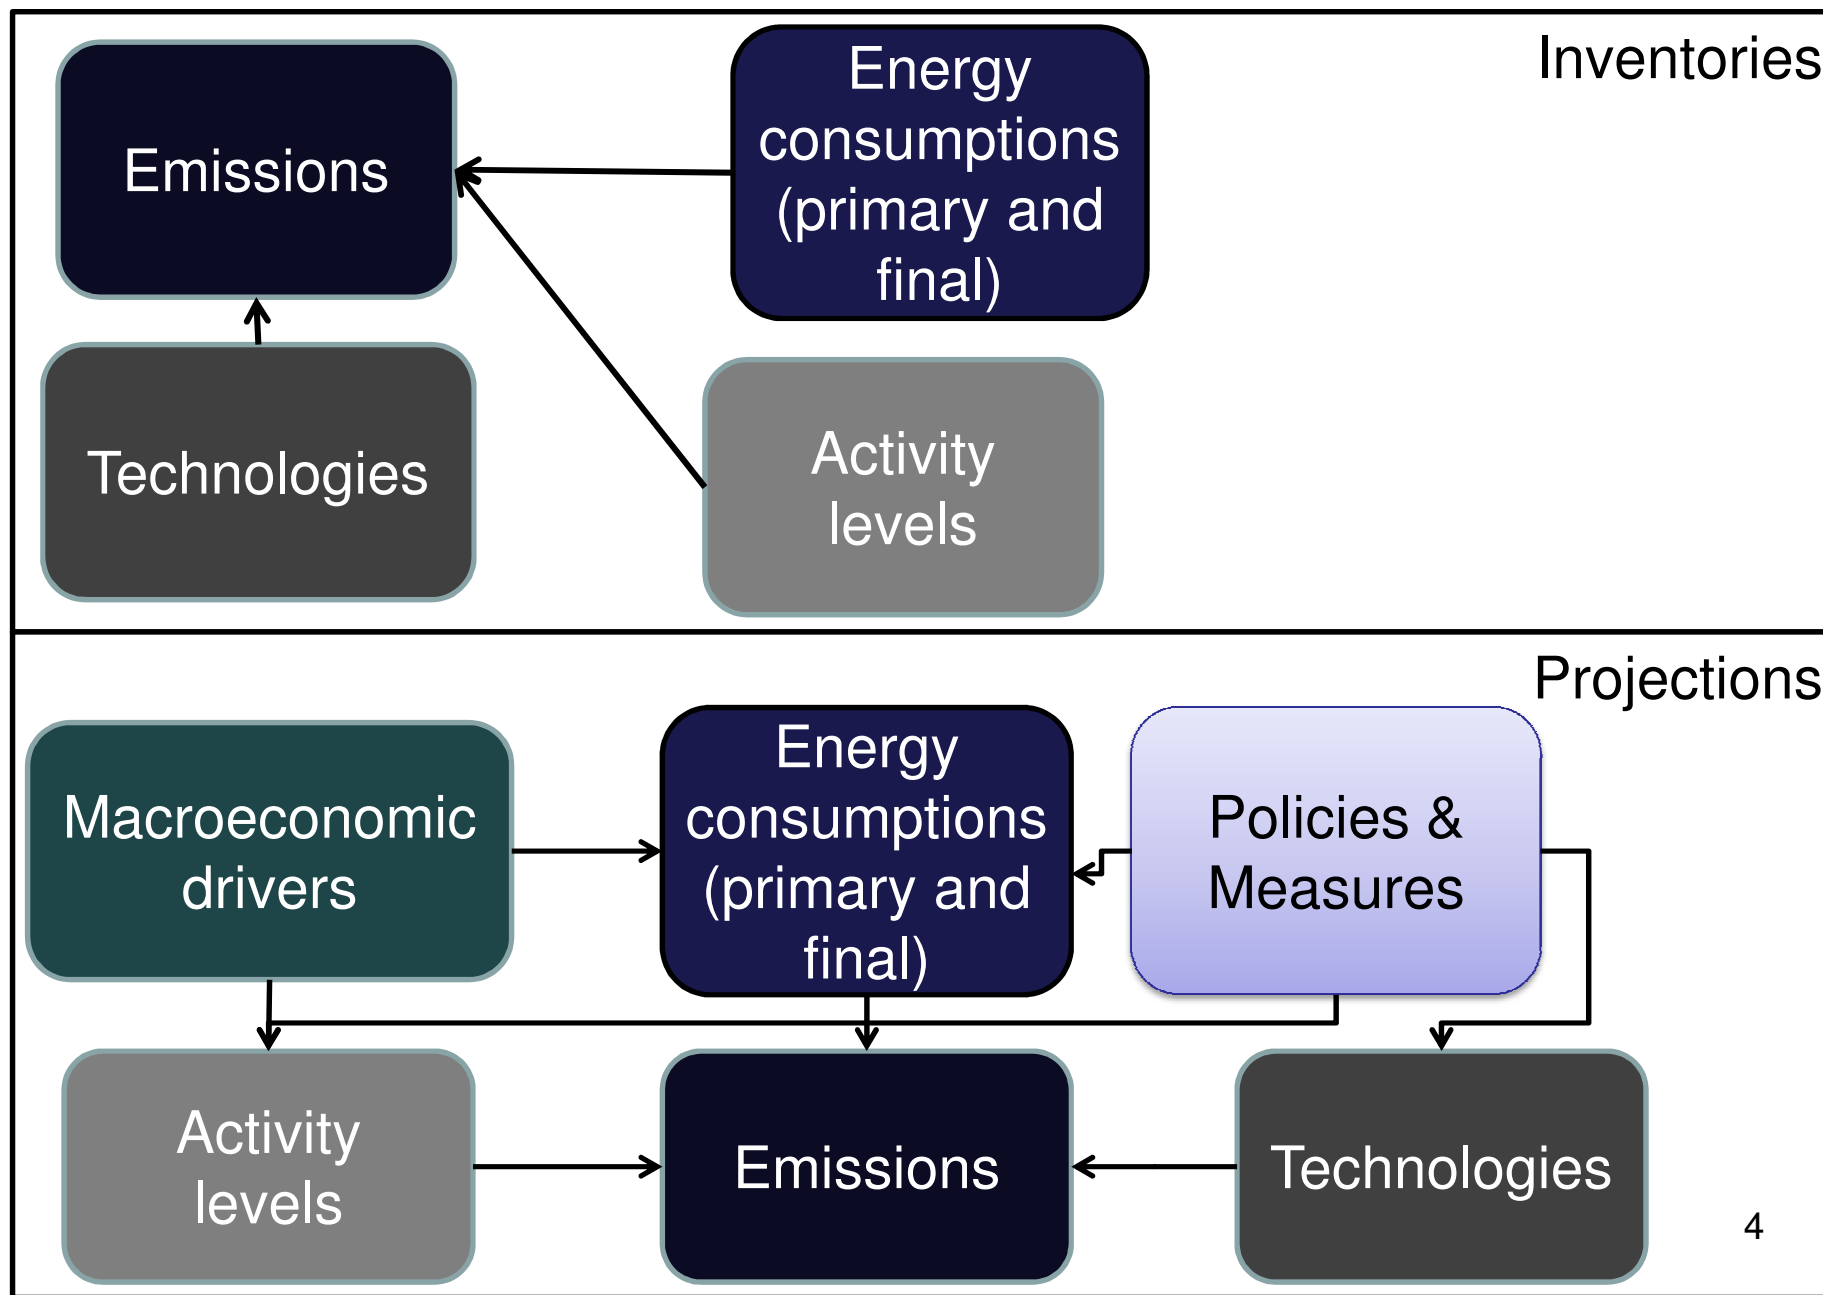 Inventories
Emissions
Energy
consumptions
(primary and
final)
Technologies
Activity
levels
Projections
Macroeconomic
drivers
Energy
consumptions
(primary and
final)
Policies &
Measures
Activity
levels
Emissions
Technologies
4